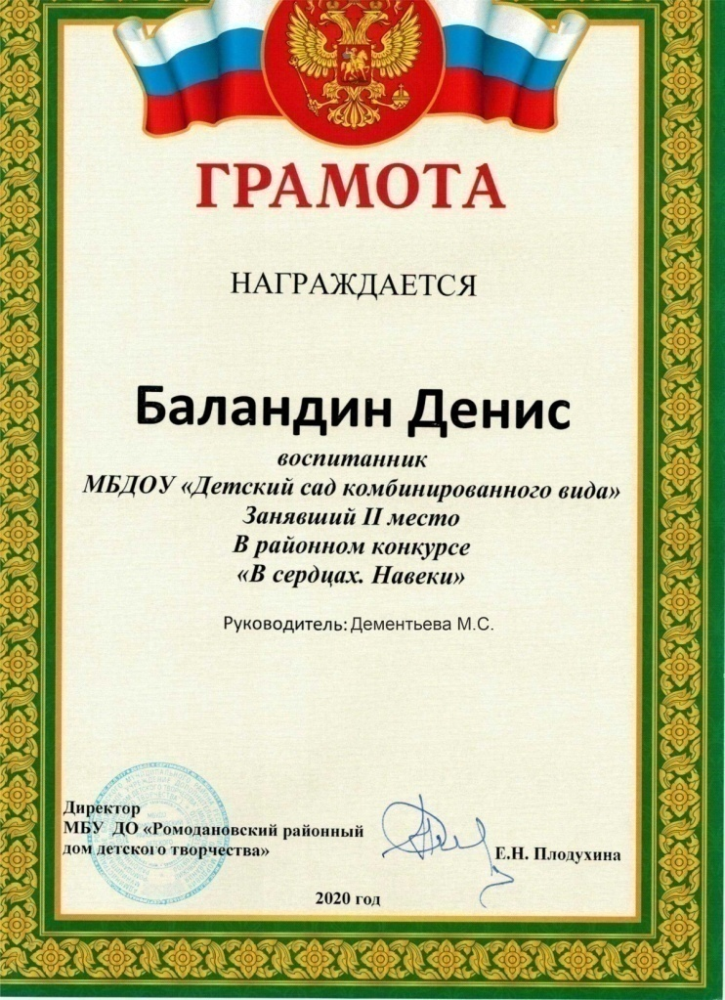 ГРАМОТА
НАГРАЖДАЕТСЯ
Баландин Денис
воспитанник
МБДОУ «Детский сад комбинированного вида»
Занявший II место
В районном конкурсе
«В сердцах. Навеки»
Руководитель: Дементьева М.С.
Директор
МБУ ДО «Ромодановский районный
дом детского творчества»
Е.Н. Плодухина
2020 год